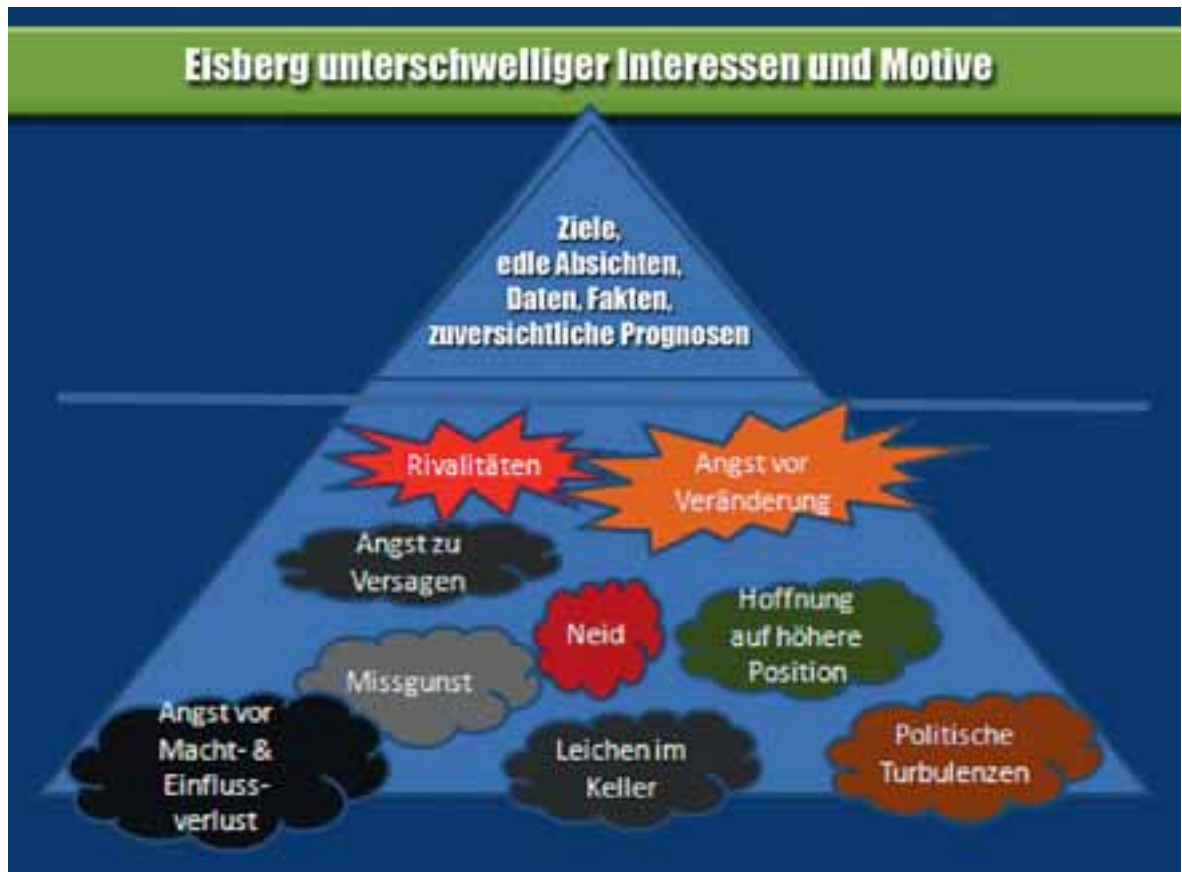 Eisberg unterschwelliger Interessen und Motive
Ziele,
edle Absichten,
Daten, Fakten,
zuversichtliche Prognosen
Rivalitäten
Angst vor
Veränderung
Angst zu
Versagen
Neid
Hoffnung
auf höhere
Position
Missgunst
Angst vor
Macht- &
Einfluss-
verlust
Leichen im
Keller
Politische
Turbulenzen